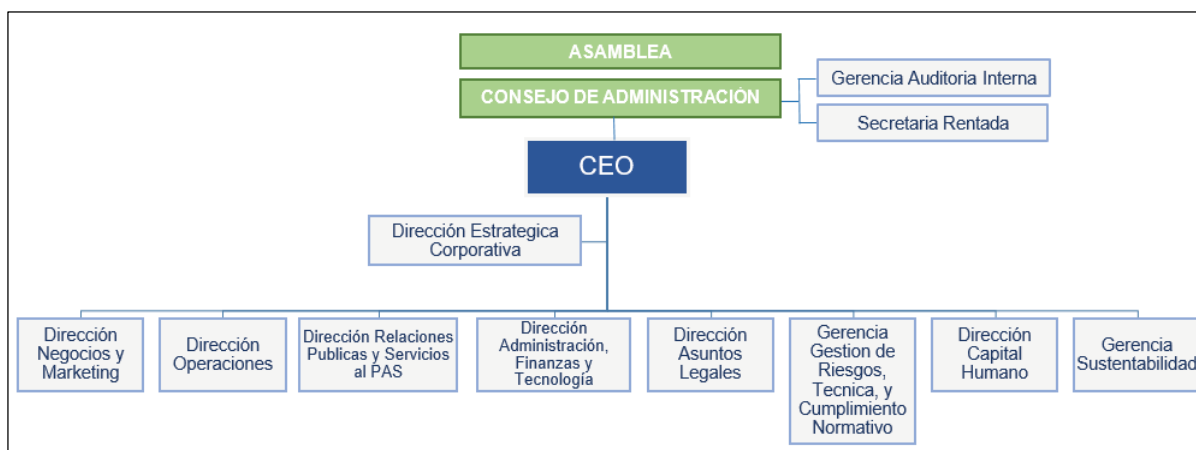 ASAMBLEA
CONSEJO DE ADMINISTRACIÓN
Gerencia Auditoria Interna
Secretaria Rentada
CEO
Dirección Estrategica
Corporativa
Dirección
Negocios y
Marketing
Dirección
Operaciones
Dirección Relaciones
Publicas y Servicios
al PAS
Dirección
Administración,
Finanzas y
Tecnología
Dirección
Asuntos
Legales
Gerencia
Gestion de
Riesgos,
Tecnica, y
Cumplimiento
Normativo
Dirección
Capital
Humano
Gerencia
Sustentabilidad